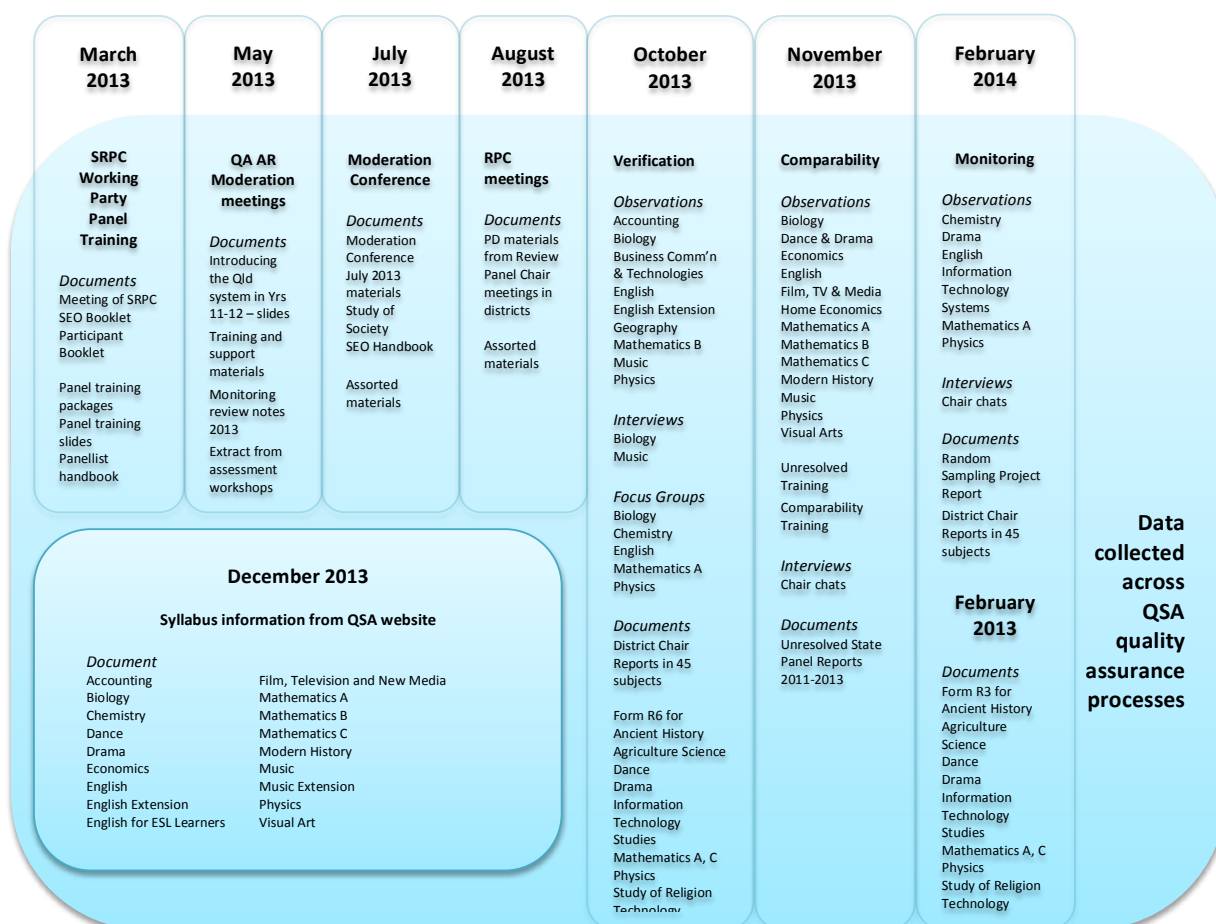 March
2013
SRPC
Working
Party
Panel
Training
Documents
Meeting of SRPC
SEO Booklet
Participant
Booklet
Panel training
packages
Panel training
slides
Panellist
handbook
May
2013
QA AR
Moderation
meetings
Documents
Introducing
the Qld
system in Yrs
11-12 – slides
Training and
support
materials
Monitoring
review notes
2013
Extract from
assessment
workshops
July
2013
Moderation
Conference
Documents
Moderation
Conference
July 2013
materials
Study of
Society
SEO Handbook
Assorted
materials
August
2013
RPC
meetings
Documents
PD materials
from Review
Panel Chair
meetings in
districts
Assorted
materials
October
2013
Verification
Observations
Accounting
Biology
Business Comm’n
& Technologies
English
English Extension
Geography
Mathematics B
Music
Physics
Interviews
Biology
Music
Focus Groups
Biology
Chemistry
English
Mathematics A
Physics
Documents
District Chair
Reports in 45
subjects
Form R6 for
Ancient History
Agriculture Science
Dance
Drama
Information
Technology
Studies
Mathematics A, C
Physics
Study of Religion
Technology
November
2013
Comparability
Observations
Biology
Dance & Drama
Economics
English
Film, TV & Media
Home Economics
Mathematics A
Mathematics B
Mathematics C
Modern History
Music
Physics
Visual Arts
Unresolved
Training
Comparability
Training
Interviews
Chair chats
Documents
Unresolved State
Panel Reports
2011-2013
February
2014
Monitoring
Observations
Chemistry
Drama
English
Information
Technology
Systems
Mathematics A
Physics
Interviews
Chair chats
Documents
Random
Sampling Project
Report
District Chair
Reports in 45
subjects
February
2013
Documents
Form R3 for
Ancient History
Agriculture
Science
Dance
Drama
Information
Technology
Studies
Mathematics A, C
Physics
Study of Religion
Technology
December 2013
Syllabus information from QSA website
Document
Accounting
Biology
Chemistry
Dance
Drama
Economics
English
English Extension
English for ESL Learners
Film, Television and New Media
Mathematics A
Mathematics B
Mathematics C
Modern History
Music
Music Extension
Physics
Visual Art
Data
collected
across
QSA
quality
assurance
processes